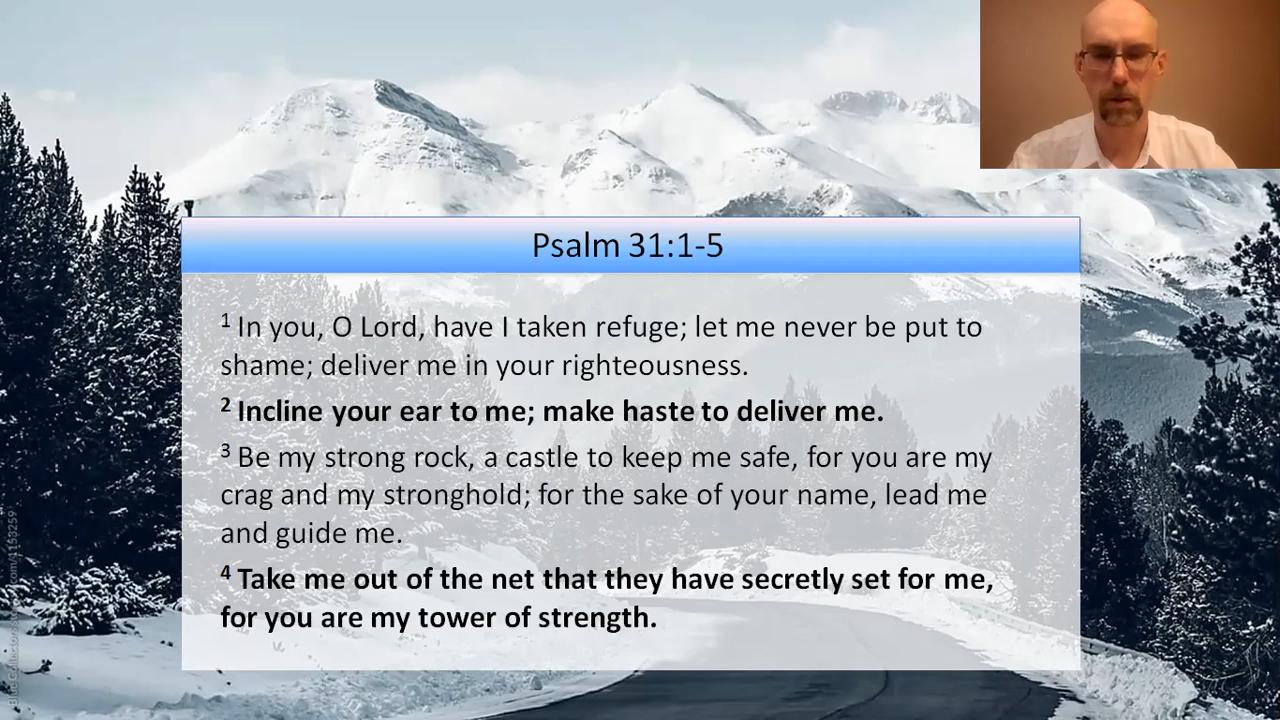 Psalm 31:1-5
1 In you, O Lord, have I taken refuge; let me never be put to
shame; deliver me in your righteousness.
2 Incline your ear to me; make haste to deliver me.
3 Be my strong rock, a castle to keep me safe, for you are my
crag and my stronghold; for the sake of your name, lead me
and guide me.
4 Take me out of the net that they have secretly set for me,
for you are my tower of strength.